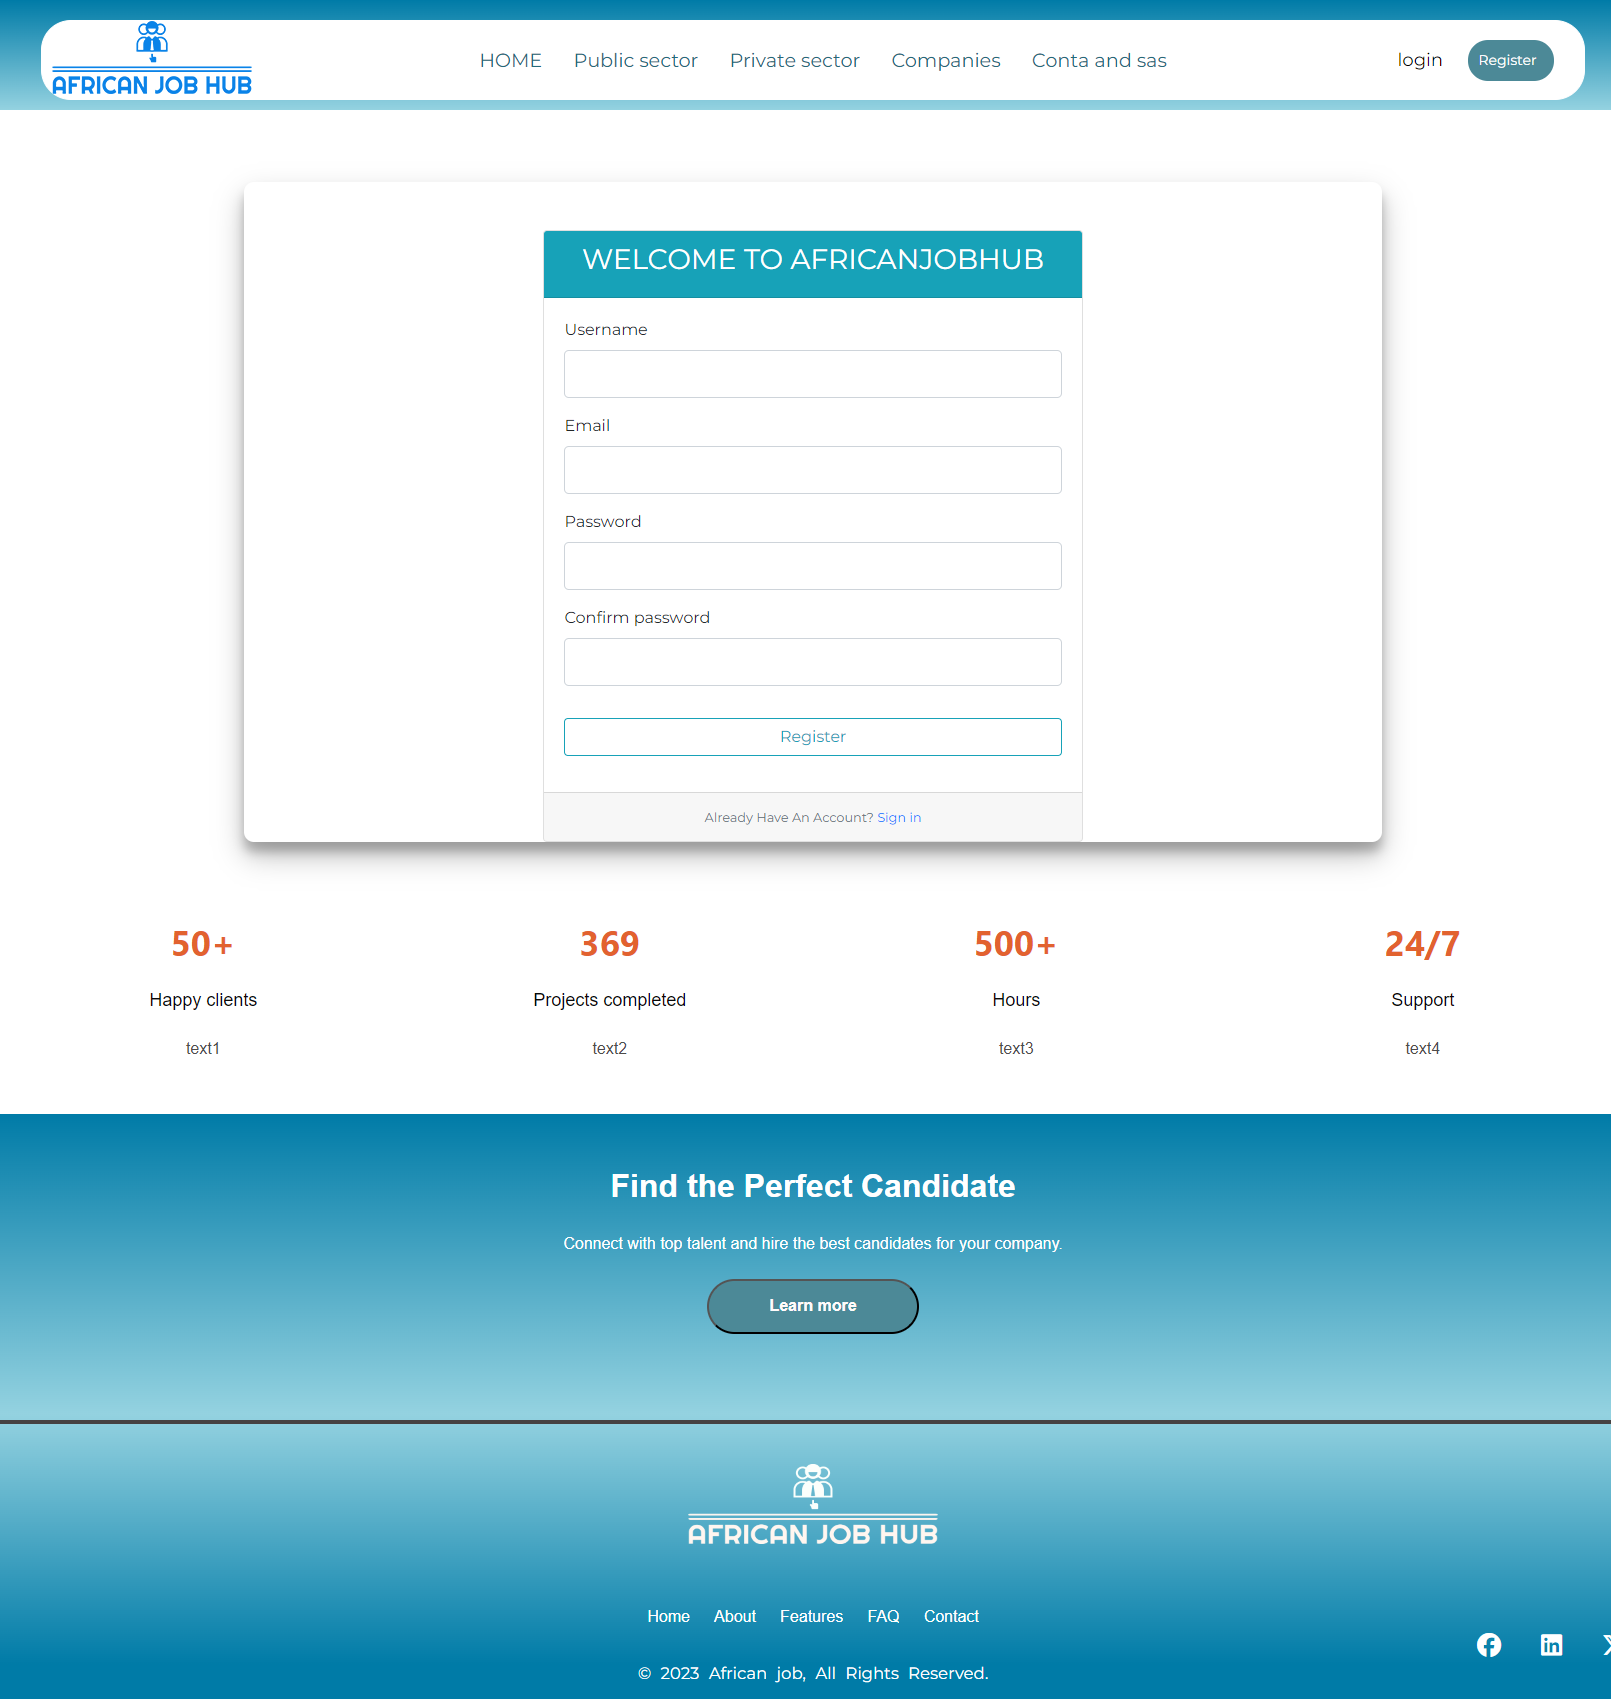 AFRICAN JOB HUB
HOME Public sector Private sector Companies Conta and sas
login Register
WELCOME TO AFRICANJOBHUB
Username
Email
Password
Confirm password
Register
Already Have An Account? Sign in
50+ 369 500+ 24/7
Happy clients Projects completed Hours Support
text1 text2 text3 text4
Find the Perfect Candidate
Connect with top talent and hire the best candidates for your company.
Learn more
AFRICAN JOB HUB
Home About Features FAQ Contact
© 2023 African job, All Rights Reserved.